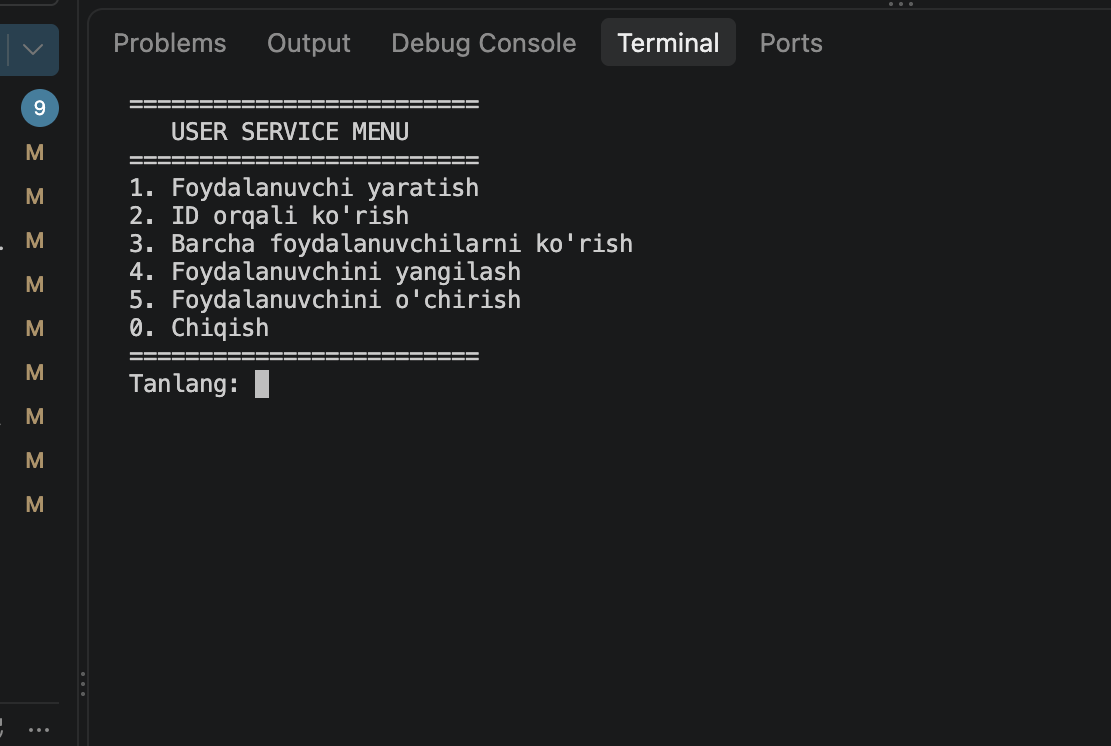 Problems Output Debug Console Terminal Ports
9
M
M
M
M
M
M
M
M
M
=========================
   USER SERVICE MENU
=========================
1. Foydalanuvchi yaratish
2. ID orqali ko'rish
3. Barcha foydalanuvchilarni ko'rish
4. Foydalanuvchini yangilash
5. Foydalanuvchini o'chirish
0. Chiqish
=========================
Tanlang: